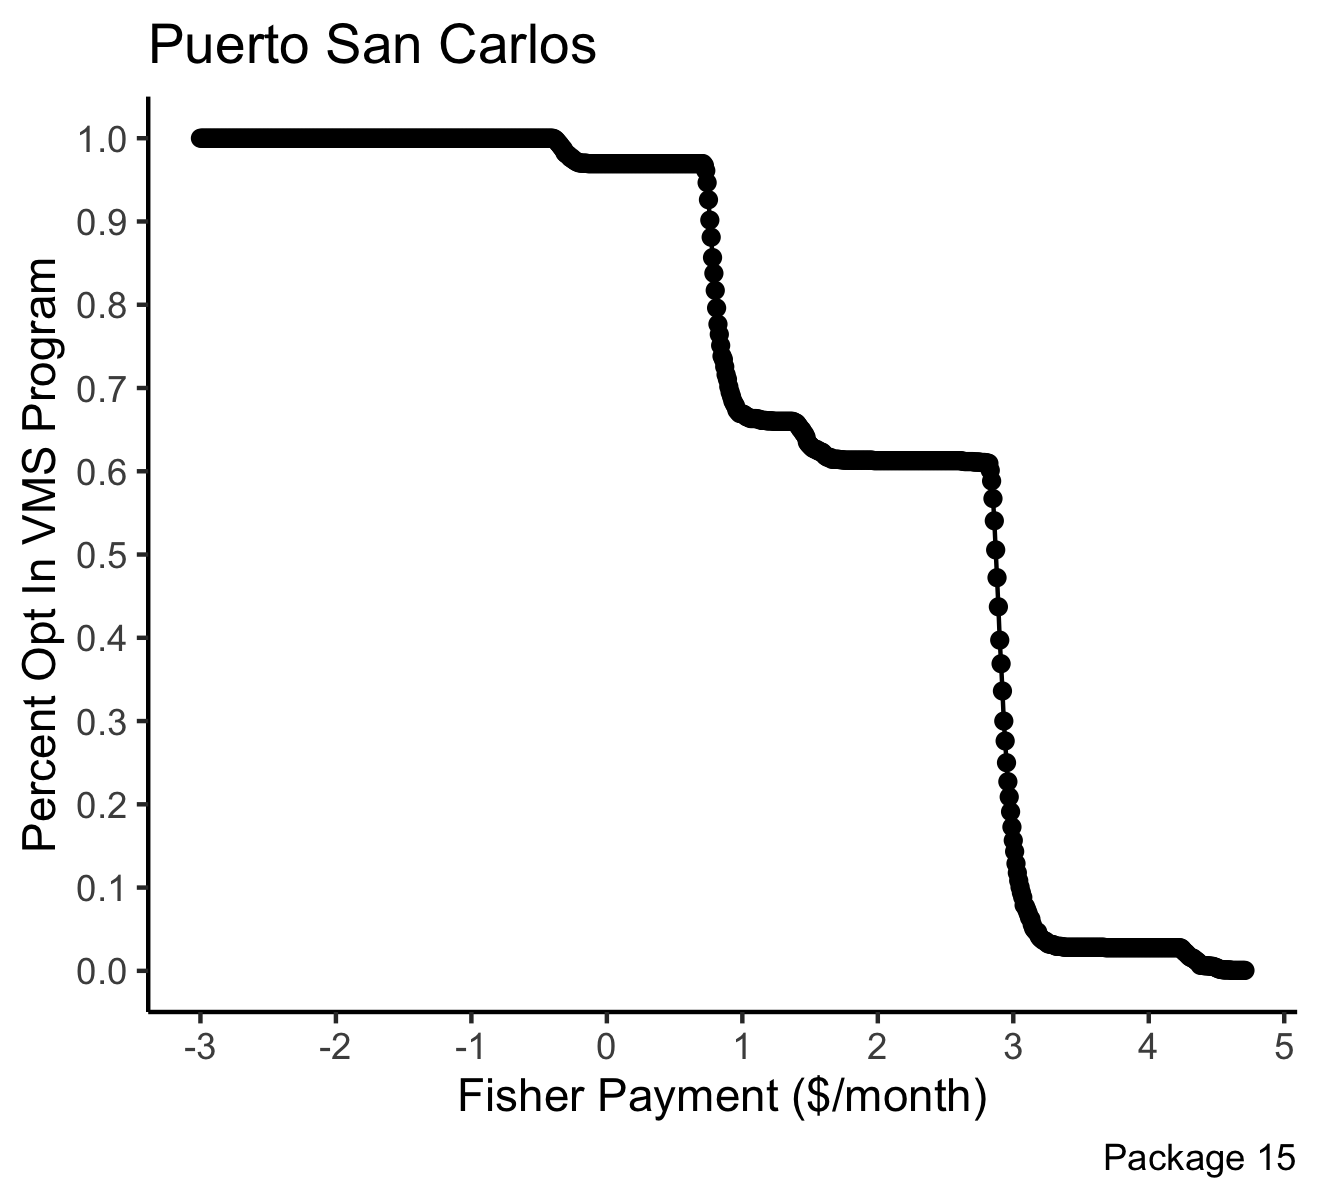 Puerto San Carlos
Percent Opt In VMS Program
1.0
0.9
0.8
0.7
0.6
0.5
0.4
0.3
0.2
0.1
0.0
-3 -2 -1 0 1 2 3 4 5
Fisher Payment ($/month)
Package 15